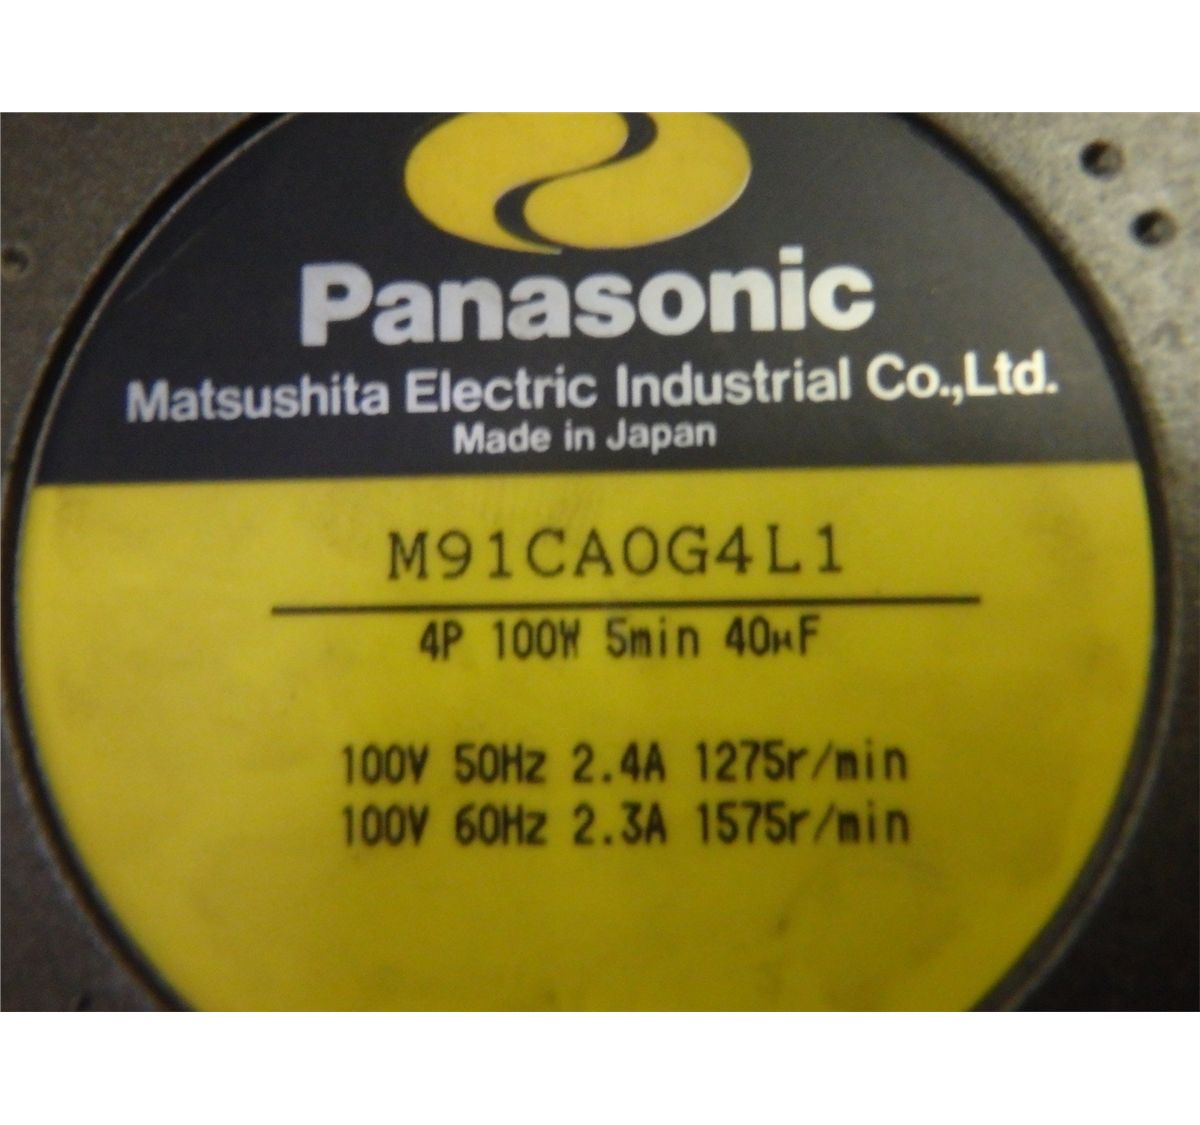 Panasonic
Matsushita Electric Industrial Co.,Ltd.
Made in Japan
M91CA0G4L1
4P 100W 5min 40μF
100V 50Hz 2.4A 1275r/min
100V 60Hz 2.3A 1575r/min